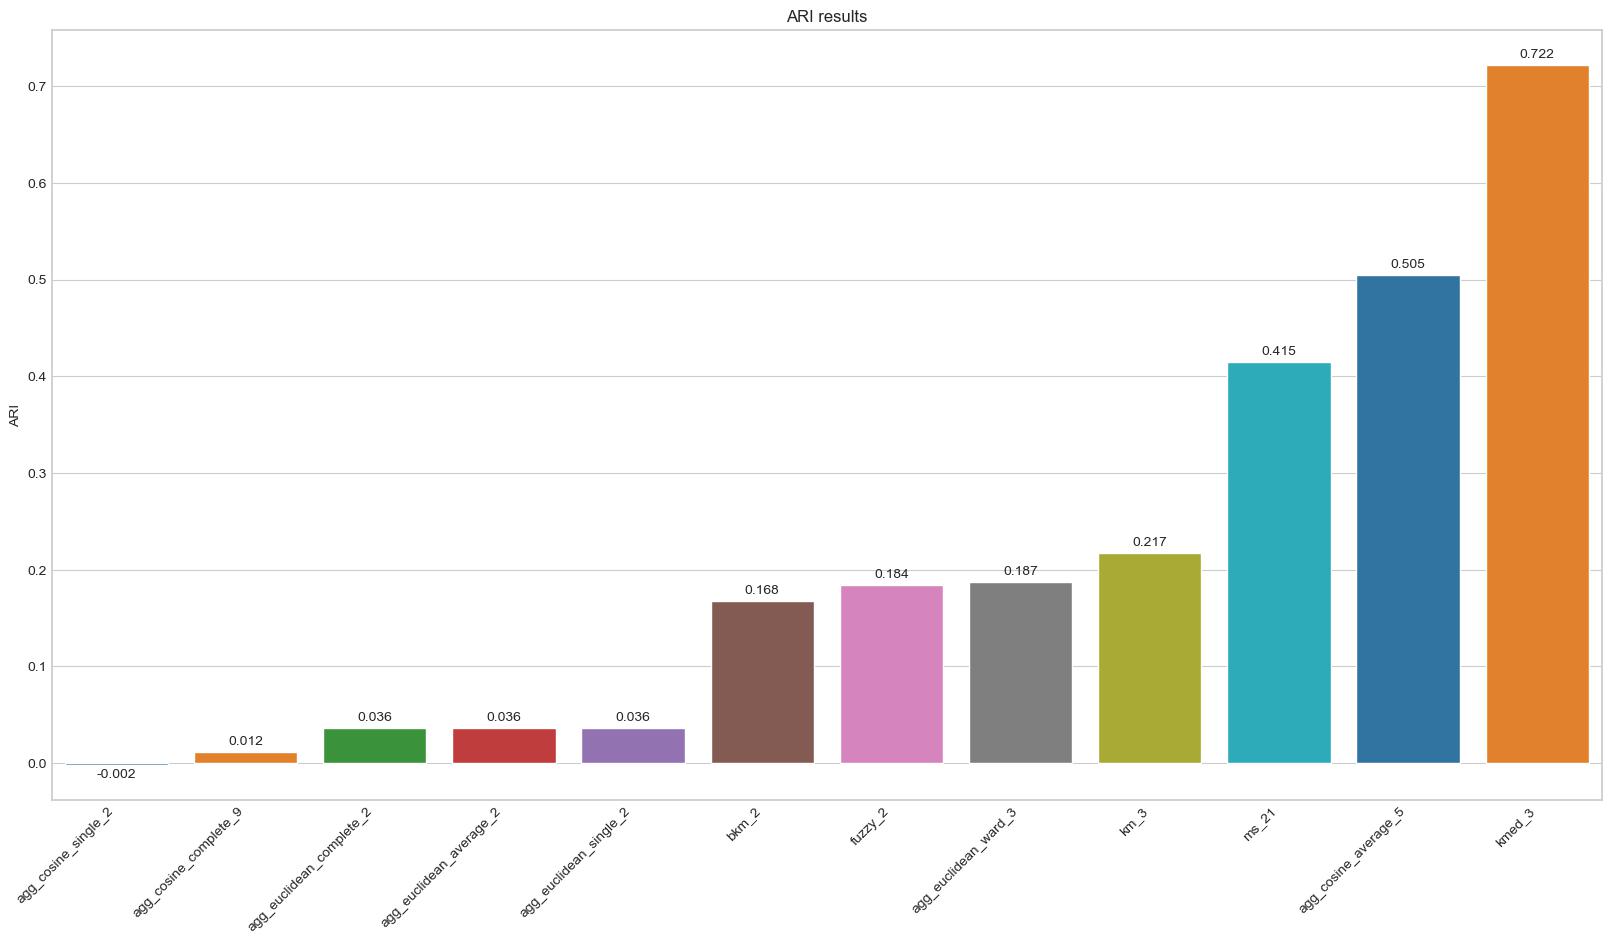 ARI results
0.722
0.7
0.6
0.505
0.5
0.415
0.4
ARI
0.3
0.217
0.2
0.187
0.184
0.168
0.1
0.036
0.036
0.036
0.012
0.0
-0.002
agg_cosine_single_2
agg_cosine_complete_9
agg_euclidean_complete_2
agg_euclidean_average_2
agg_euclidean_single_2
bkm_2
fuzzy_2
agg_euclidean_ward_3
km_3
ms_21
agg_cosine_average_5
kmed_3